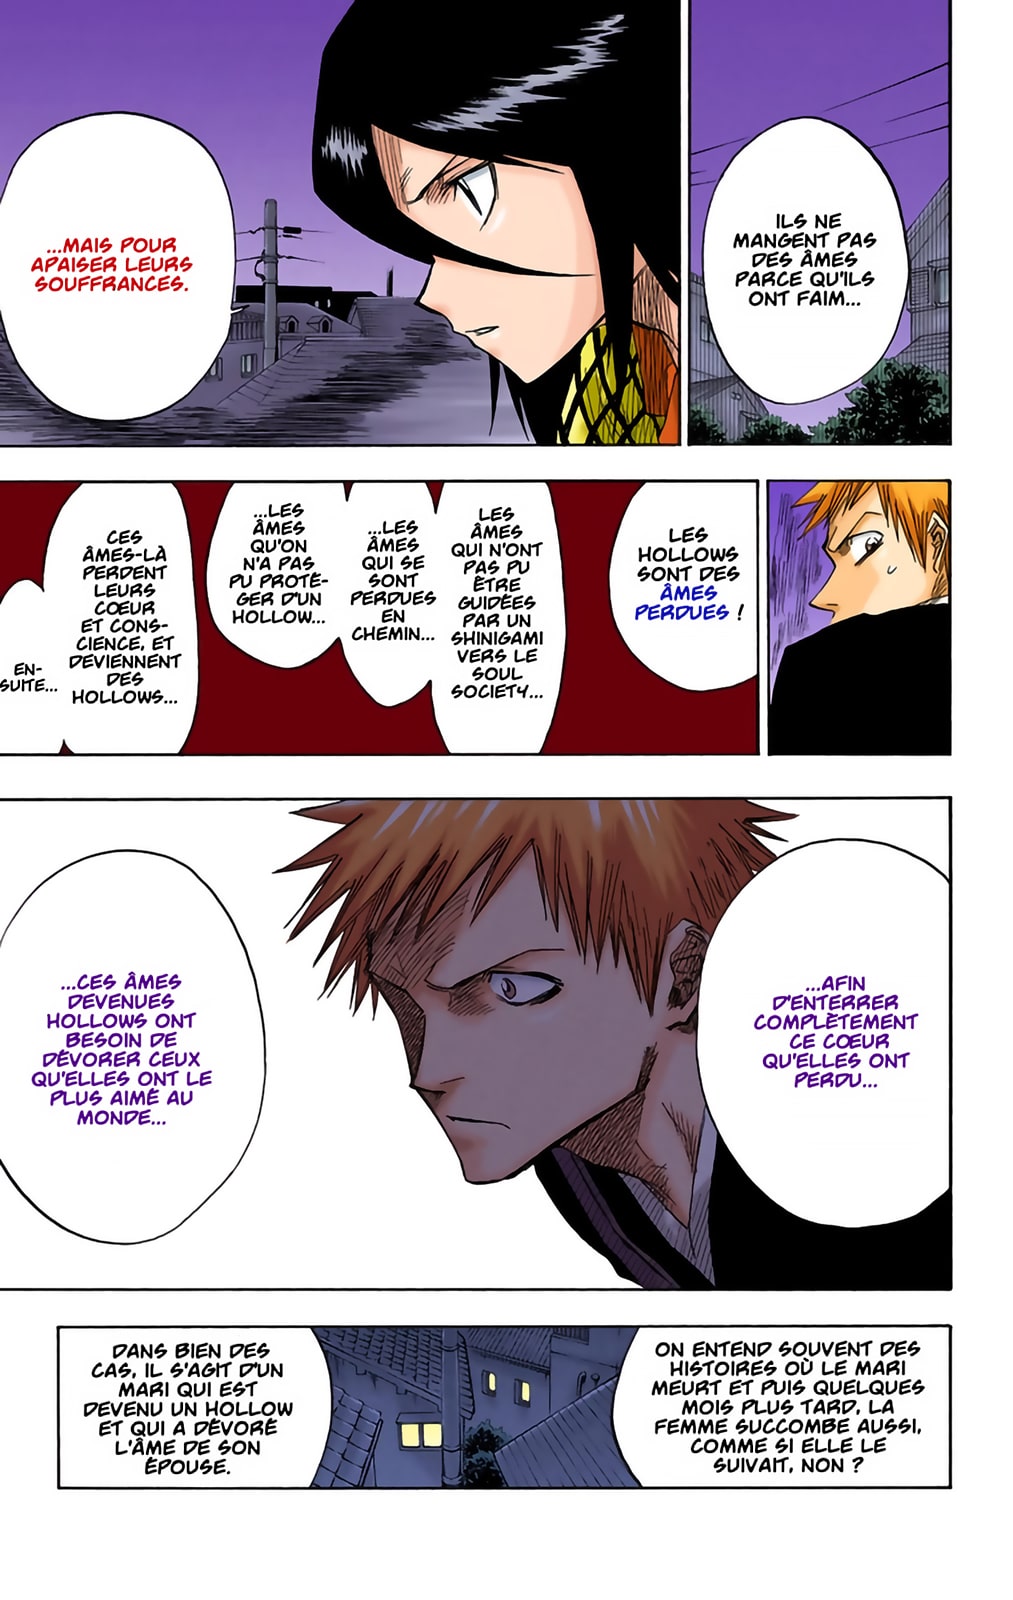 ILS NE
MANGENT PAS
DES ÂMES
PARCE QU'ILS
ONT FAIM...
...MAIS POUR
APAISER LEURS
SOUFFRANCES.
LES
HOLLOWS
SONT DES
ÂMES
PERDUES !
LES
ÂMES
QUI N'ONT
PAS PU
ÊTRE
GUIDÉES
PAR UN
SHINIGAMI
VERS LE
SOUL
SOCIETY...
...LES
ÂMES
QUI SE
SONT
PERDUES
EN
CHEMIN...
...LES
ÂMES
QU'ON
N'A PAS
PU PROTÉ-
GER D'UN
HOLLOW...
CES
ÂMES-LÀ
PERDENT
LEURS
COEUR
ET CONS-
CIENCE, ET
DEVIENNENT
DES
HOLLOWS...
EN-
SUITE...
...AFIN
D'ENTERRER
COMPLÈTEMENT
CE CŒUR
QU'ELLES ONT
PERDU...
...CES ÂMES
DEVENUES
HOLLOWS ONT
BESOIN DE
DÉVORER CEUX
QU'ELLES ONT LE
PLUS AIMÉ AU
MONDE...
ON ENTEND SOUVENT DES
HISTOIRES OÙ LE MARI
MEURT ET PUIS QUELQUES
MOIS PLUS TARD, LA
FEMME SUCCOMBE AUSSI,
COMME SI ELLE LE
SUIVAIT, NON ?
DANS BIEN DES
CAS, IL S'AGIT D'UN
MARI QUI EST
DEVENU UN HOLLOW
ET QUI A DÉVORÉ
L'ÂME DE SON
ÉPOUSE.